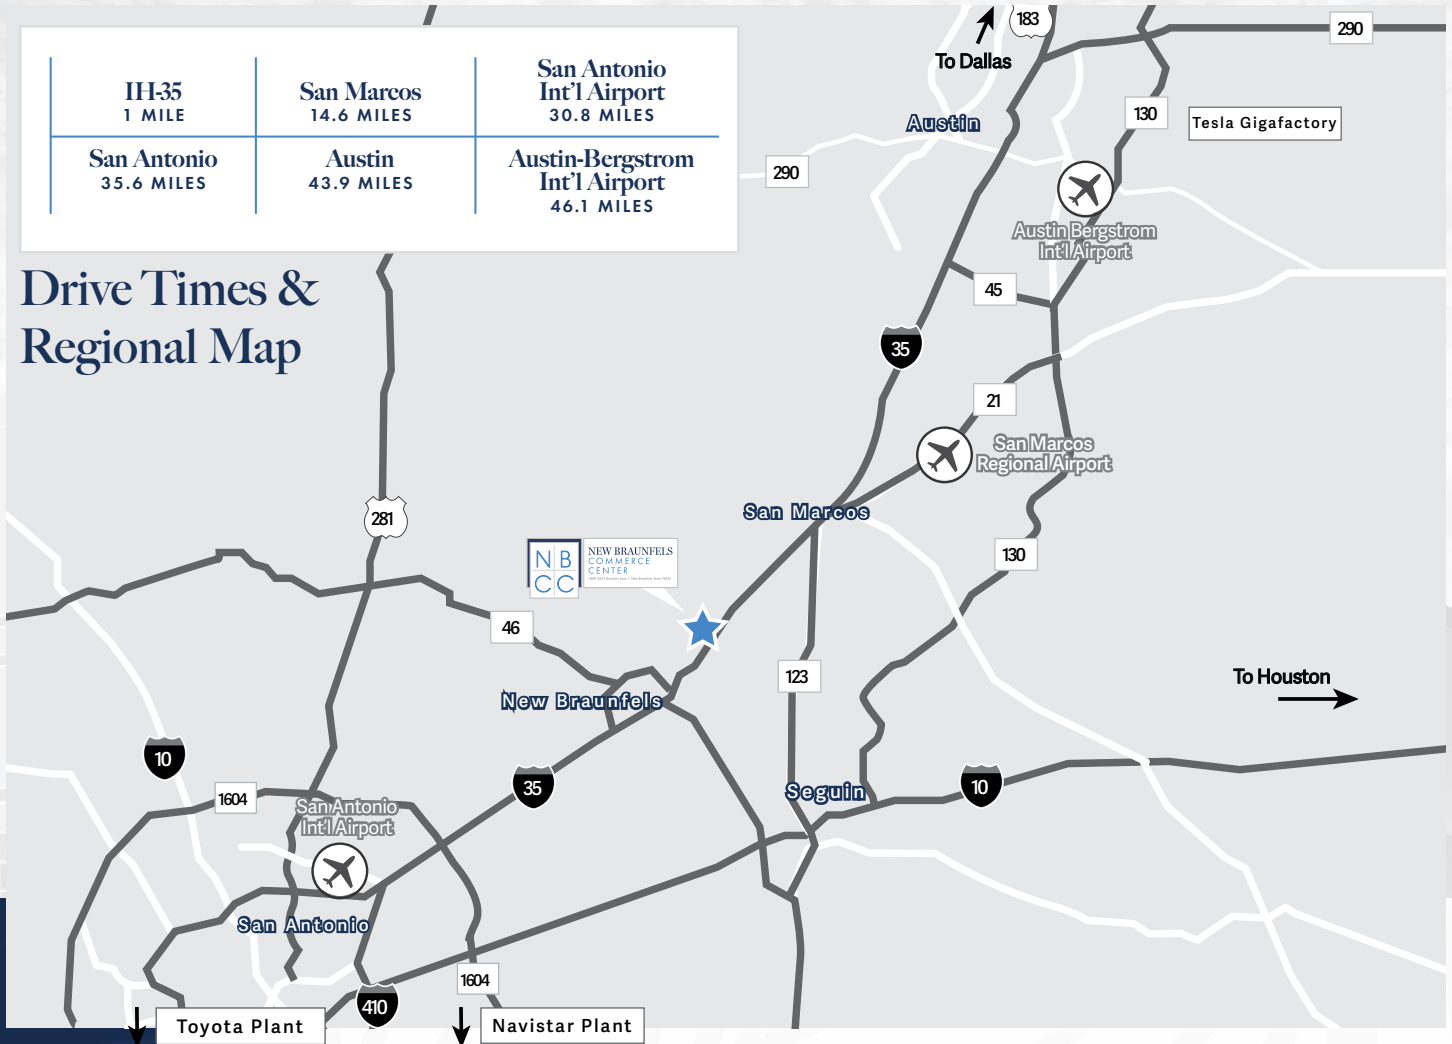 IH-35
1 MILE
San Marcos
14.6 MILES
San Antonio
Int'l Airport
30.8 MILES
San Antonio
35.6 MILES
Austin
43.9 MILES
Austin-Bergstrom
Int'l Airport
46.1 MILES
Drive Times &
Regional Map
183
290
To Dallas
130
Tesla Gigafactory
Austin
290
Austin Bergstrom
Int'l Airport
45
35
21
San Marcos
Regional Airport
San Marcos
281
130
N B
C C
NEW BRAUNFELS
COMMERCE
CENTER
46
123
To Houston
New Braunfels
10
35
10
1604
Seguin
San Antonio
Int'l Airport
San Antonio
1604
410
Toyota Plant
Navistar Plant